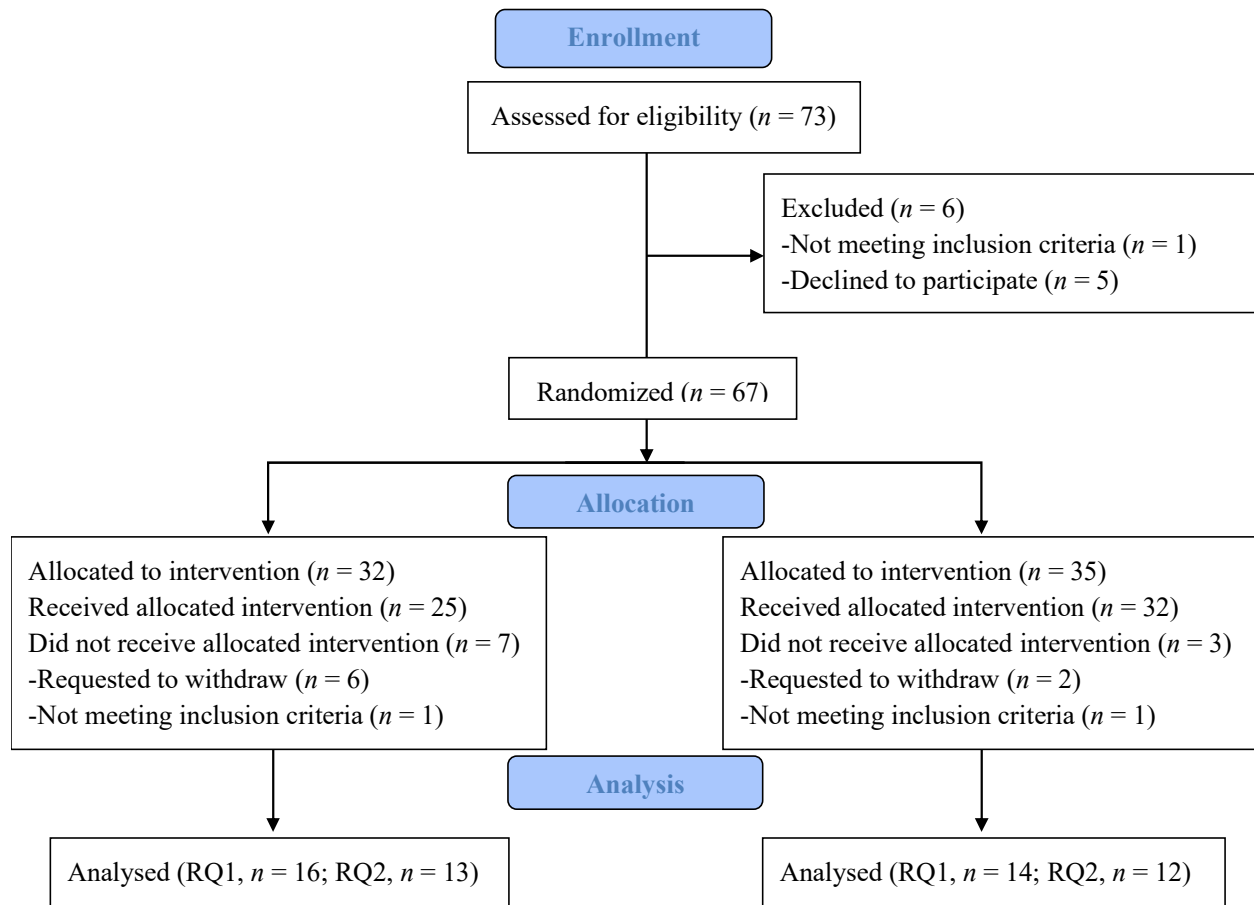 Enrollment
Assessed for eligibility (n = 73)
Excluded (n = 6)
-Not meeting inclusion criteria (n = 1)
-Declined to participate (n = 5)
Randomized (n = 67)
Allocation
Allocated to intervention (n = 32)
Received allocated intervention (n = 25)
Did not receive allocated intervention (n = 7)
-Requested to withdraw (n = 6)
-Not meeting inclusion criteria (n = 1)
Allocated to intervention (n = 35)
Received allocated intervention (n = 32)
Did not receive allocated intervention (n = 3)
-Requested to withdraw (n = 2)
-Not meeting inclusion criteria (n = 1)
Analysis
Analysed (RQ1, n = 16; RQ2, n = 13)
Analysed (RQ1, n = 14; RQ2, n = 12)